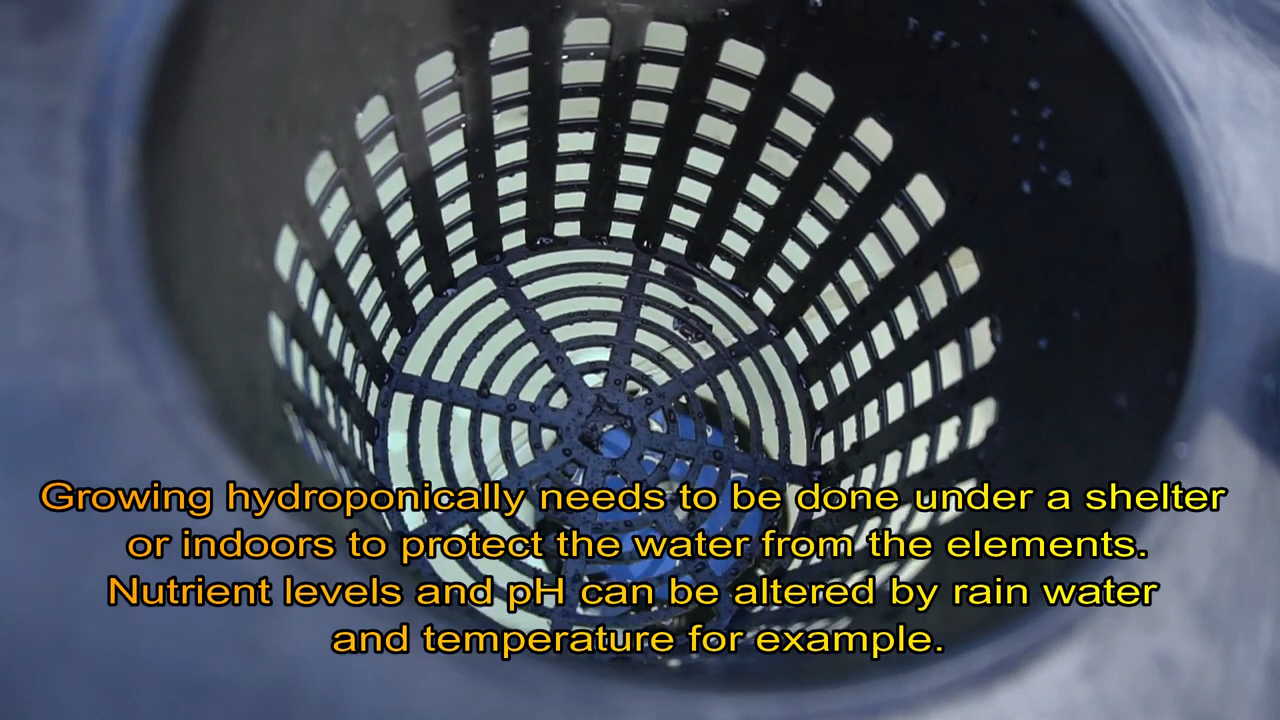 Growing hydroponically needs to be done under a shelter
or indoors to protect the water from the elements.
Nutrient levels and pH can be altered by rain water
and temperature for example.